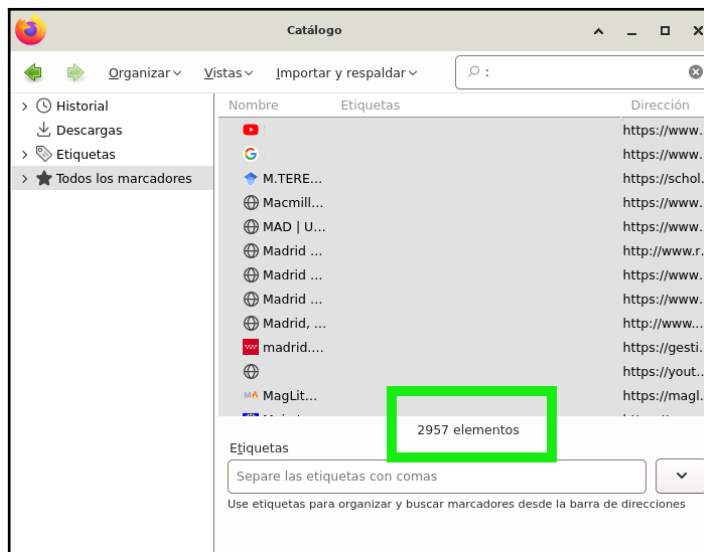 Catálogo
Organizar Vistas Importar y respaldar :
Historial
Descargas
Etiquetas
Todos los marcadores
Nombre Etiquetas Dirección
https://www.
https://www.
M.TERE... https://schol.
Macmill... https://www.
MAD | U... https://www.
Madrid ... http://www.r.
Madrid ... https://www.
Madrid ... https://www.
Madrid, ... http://www...
madrid.... https://gesti.
https://yout..
MagLit... https://magl.
2957 elementos
Etiquetas
Separe las etiquetas con comas
Use etiquetas para organizar y buscar marcadores desde la barra de direcciones